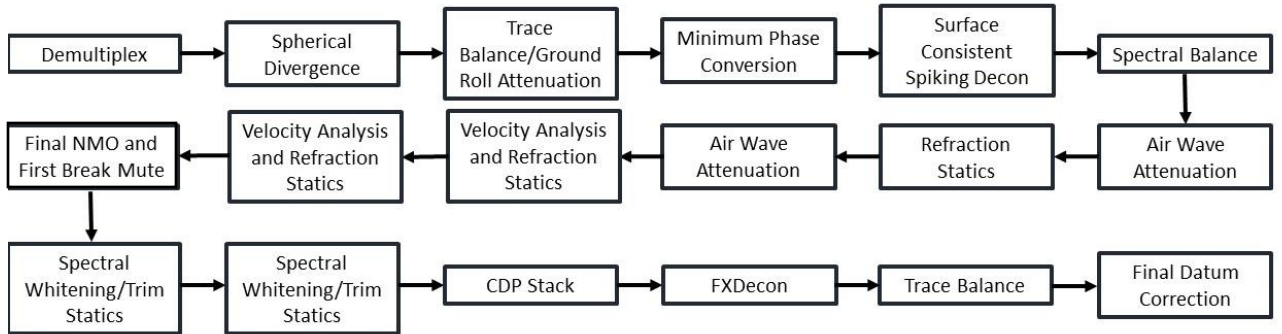 Demultiplex
Spherical
Divergence
Trace
Balance/Ground
Roll Attenuation
Minimum Phase
Conversion
Surface
Consistent
Spiking Decon
Spectral Balance
Air Wave
Attenuation
Refraction
Statics
Air Wave
Attenuation
Velocity Analysis
and Refraction
Statics
Velocity Analysis
and Refraction
Statics
Final NMO and
First Break Mute
Spectral
Whitening/Trim
Statics
Spectral
Whitening/Trim
Statics
CDP Stack
FXDecon
Trace Balance
Final Datum
Correction